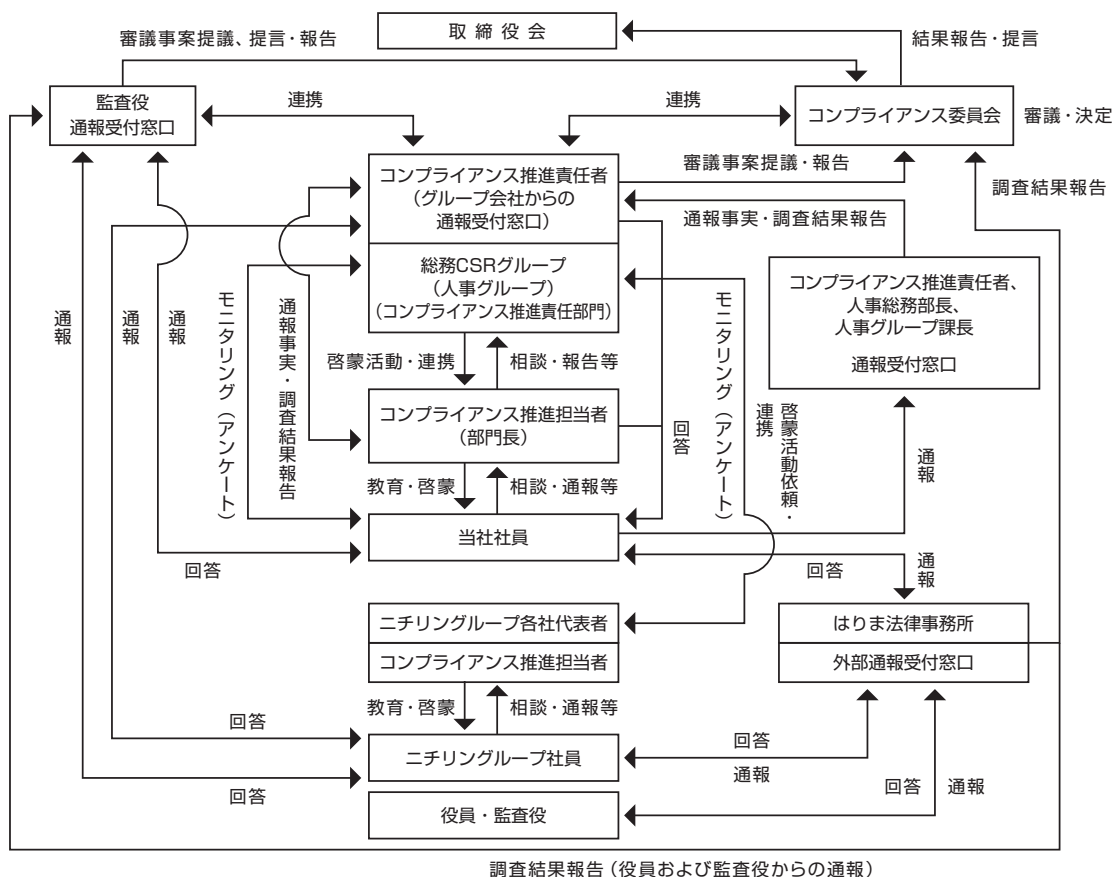 審議事案提議、提言・報告
取締役会
結果報告・提言
監査役
通報受付窓口
連携
連携
コンプライアンス委員会
審議・決定
コンプライアンス推進責任者
(グループ会社からの
通報受付窓口)
審議事案提議・報告
調査結果報告
通報事実・調査結果報告
総務CSRグループ
(人事グループ)
(コンプライアンス推進責任部門)
コンプライアンス推進責任者、
人事総務部長、
人事グループ課長
通報受付窓口
通報
通報
通報
モニタリング(アンケート)
通報事実・調査結果報告
啓蒙活動・連携
相談・報告等
コンプライアンス推進担当者
(部門長)
回答
モニタリング(アンケート)
啓蒙活動依頼・
連携
通報
教育・啓蒙
相談・通報等
当社社員
回答
回答
通報
ニチリングループ各社代表者
コンプライアンス推進担当者
はりま法律事務所
外部通報受付窓口
教育・啓蒙
相談・通報等
回答
ニチリングループ社員
回答
通報
回答
役員・監査役
回答
通報
調査結果報告(役員および監査役からの通報)